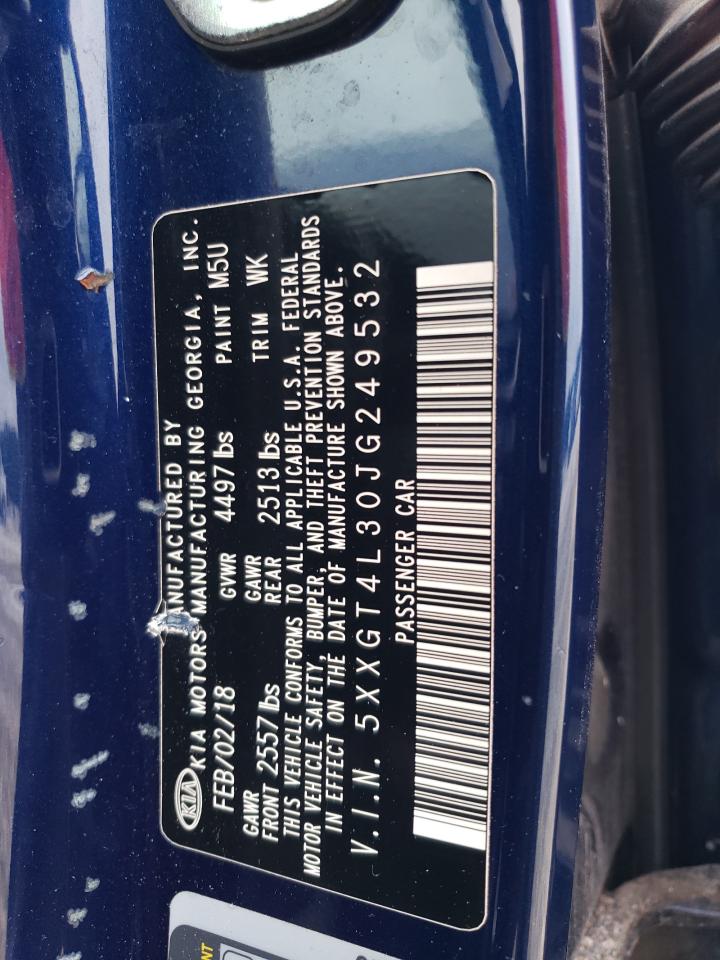 KIA
MANUFACTURED BY
KIA MOTORS MANUFACTURING GEORGIA, INC.
FEB/02/18 GVWR 4497 lbs PAINT M5U
GAWR FRONT 2557 lbs GAWR REAR 2513 lbs TRIM WK
THIS VEHICLE CONFORMS TO ALL APPLICABLE U.S.A. FEDERAL
MOTOR VEHICLE SAFETY, BUMPER, AND THEFT PREVENTION STANDARDS
IN EFFECT ON THE DATE OF MANUFACTURE SHOWN ABOVE.
V.I.N. 5XXGT4L30JG249532
PASSENGER CAR